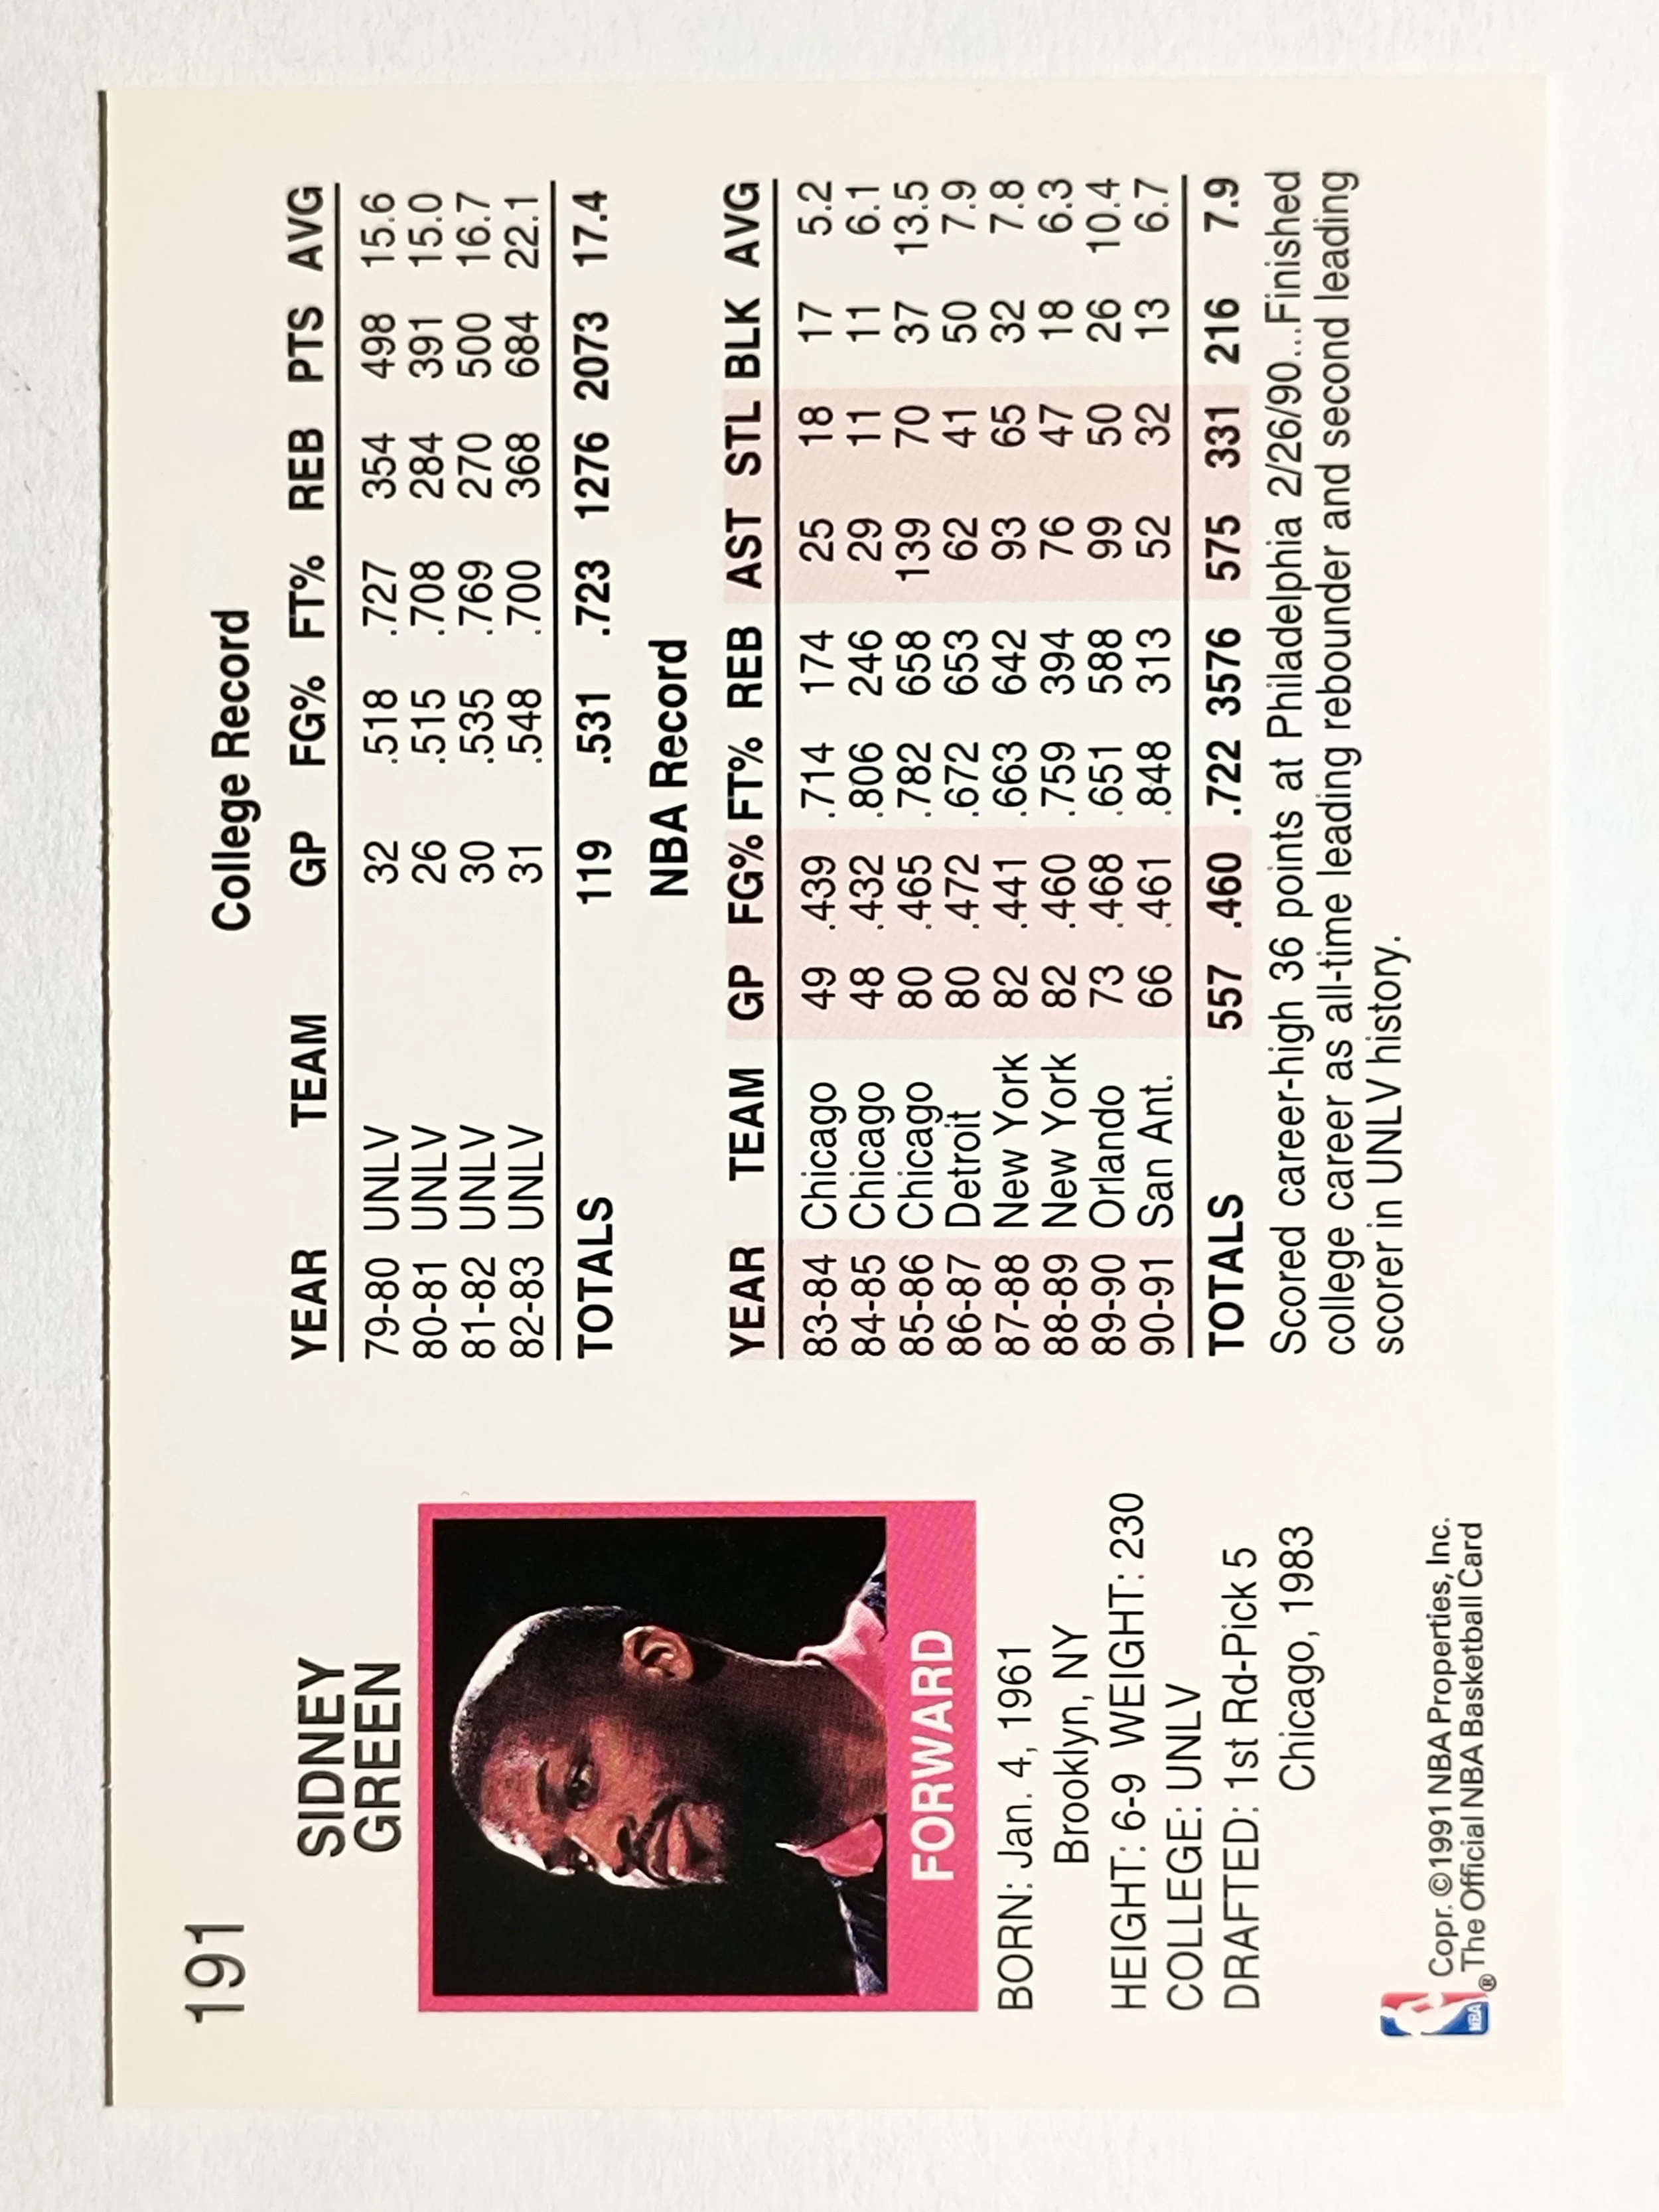 191
SIDNEY
GREEN
FORWARD
BORN: Jan. 4, 1961
Brooklyn, NY
HEIGHT: 6-9 WEIGHT: 230
COLLEGE: UNLV
DRAFTED: 1st Rd-Pick 5
Chicago, 1983
NBA
®
Copr. ©1991 NBA Properties, Inc.
The Official NBA Basketball Card
College Record
YEAR TEAM GP FG% FT% REB PTS AVG
79-80 UNLV 32 .518 .727 354 498 15.6
80-81 UNLV 26 .515 .708 284 391 15.0
81-82 UNLV 30 .535 .769 270 500 16.7
82-83 UNLV 31 .548 .700 368 684 22.1
TOTALS 119 .531 .723 1276 2073 17.4
NBA Record
YEAR TEAM GP FG% FT% REB AST STL BLK AVG
83-84 Chicago 49 .439 .714 174 25 18 17 5.2
84-85 Chicago 48 .432 .806 246 29 11 11 6.1
85-86 Chicago 80 .465 .782 658 139 70 37 13.5
86-87 Detroit 80 .472 .672 653 62 41 50 7.9
87-88 New York 82 .441 .663 642 93 65 32 7.8
88-89 New York 82 .460 .759 394 76 47 18 6.3
89-90 Orlando 73 .468 .651 588 99 50 26 10.4
90-91 San Ant. 66 .461 .848 313 52 32 13 6.7
TOTALS 557 .460 .722 3576 575 331 216 7.9
Scored career-high 36 points at Philadelphia 2/26/90...Finished
college career as all-time leading rebounder and second leading
scorer in UNLV history.